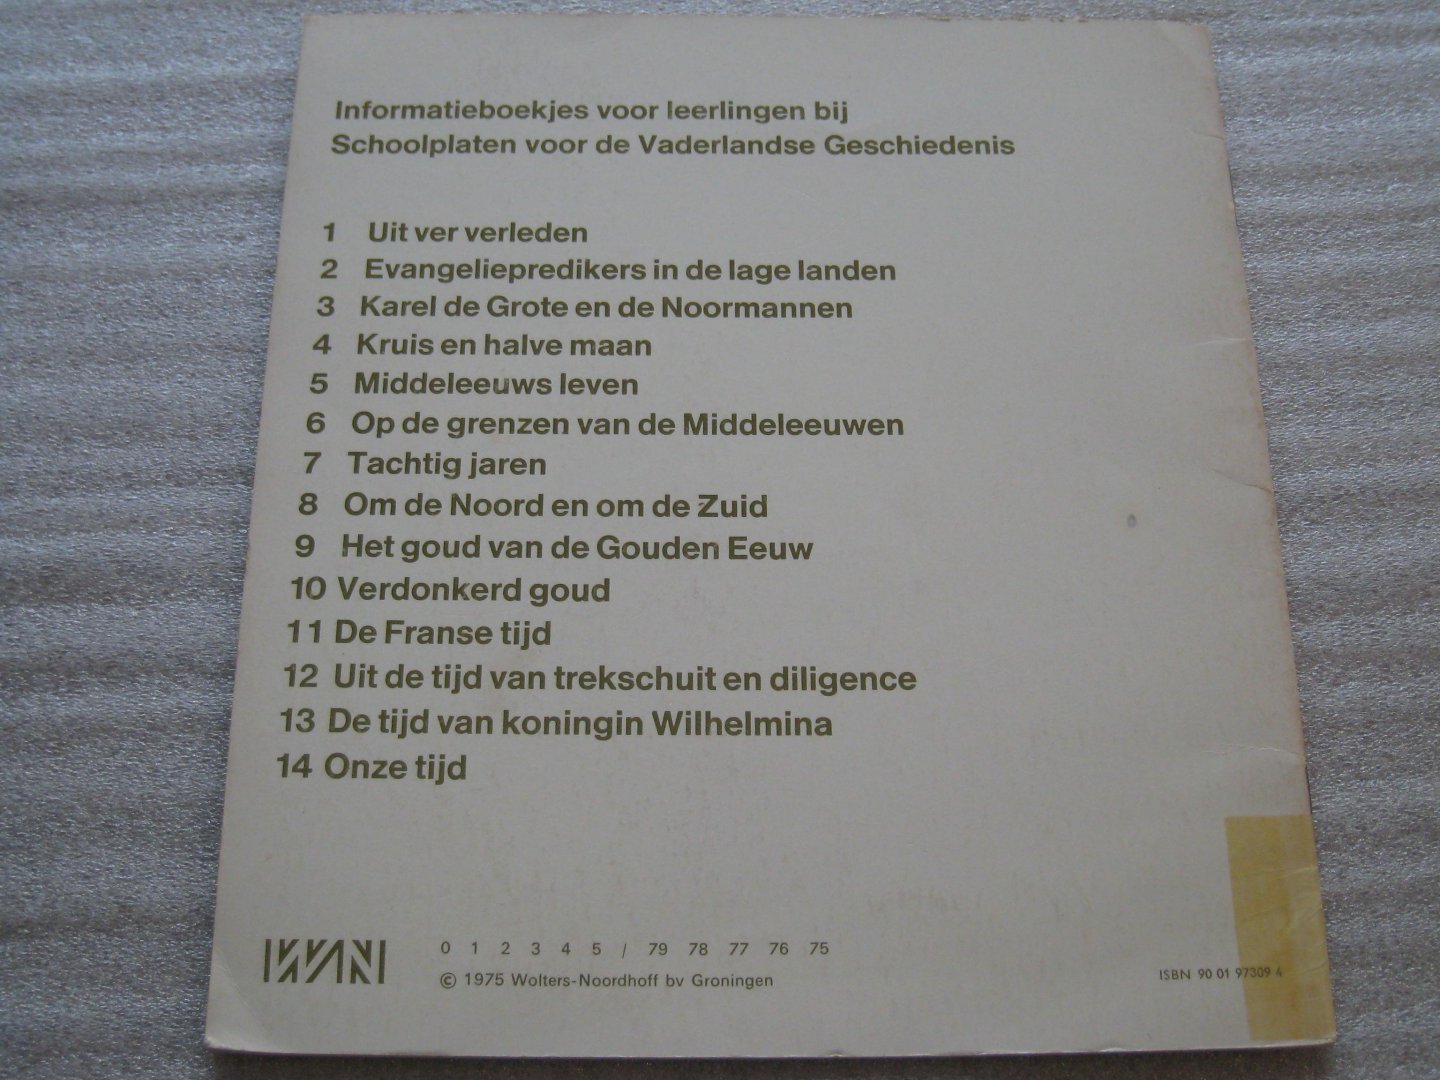 Informatieboekjes voor leerlingen bij
Schoolplaten voor de Vaderlandse Geschiedenis
1 Uit ver verleden
2 Evangeliepredikers in de lage landen
3 Karel de Grote en de Noormannen
4 Kruis en halve maan
5 Middeleeuws leven
6 Op de grenzen van de Middeleeuwen
7 Tachtig jaren
8 Om de Noord en om de Zuid
9 Het goud van de Gouden Eeuw
10 Verdonkerd goud
11 De Franse tijd
12 Uit de tijd van trekschuit en diligence
13 De tijd van koningin Wilhelmina
14 Onze tijd
WN
0 1 2 3 4 5 / 79 78 77 76 75
© 1975 Wolters-Noordhoff bv Groningen
ISBN 90 01 97309 4